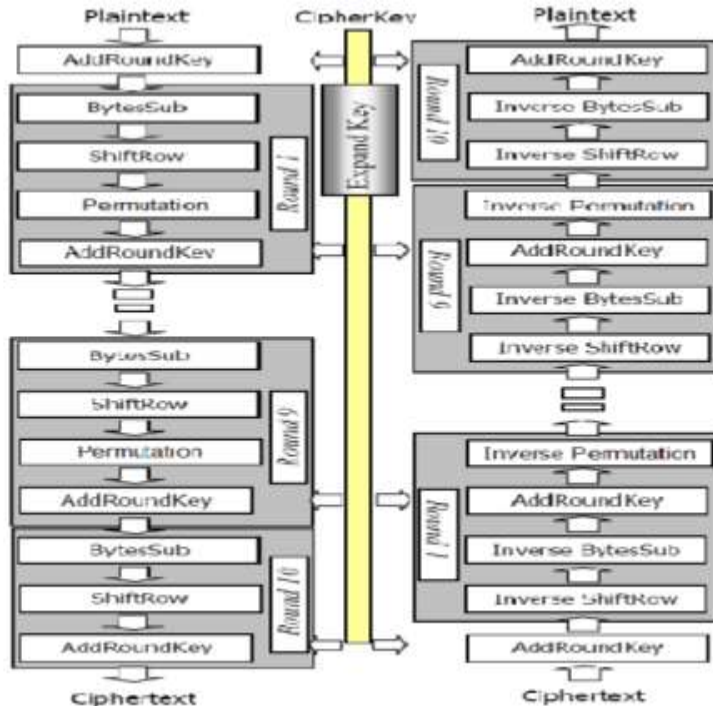 Plaintext
AddRoundKey
BytesSub
ShiftRow
Permutation
AddRoundKey
Round 1
BytesSub
ShiftRow
Permutation
AddRoundKey
Round 9
BytesSub
ShiftRow
AddRoundKey
Round 10
Ciphertext
CipherKey
Expand Key
Plaintext
AddRoundKey
Inverse BytesSub
Inverse ShiftRow
Round 10
Inverse Permutation
AddRoundKey
Inverse BytesSub
Inverse ShiftRow
Round 9
Inverse Permutation
AddRoundKey
Inverse BytesSub
Inverse ShiftRow
Round 1
AddRoundKey
Ciphertext